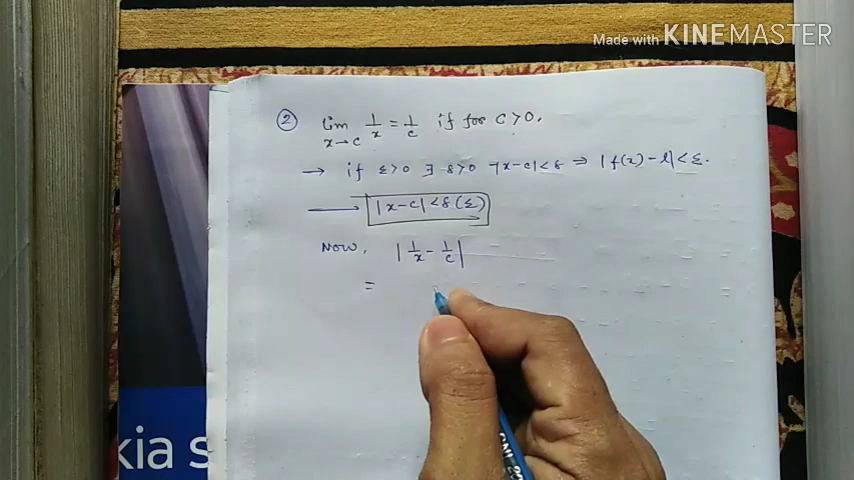 Made with KINEMASTER
② lim x→c 1/x = 1/c if for c>0.
→ if ε>0 ∃ δ>0 ∋ |x-c|<δ ⇒ |f(x)-l|<ε.
→ |x-c|<δ(ε)
Now, |1/x - 1/c|
=
kia s